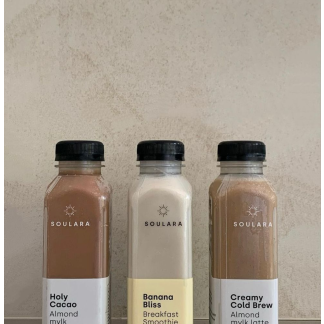 SOULARA
Holy
Cacao
Almond
mylk
SOULARA
Banana
Bliss
Breakfast
Smoothie
SOULARA
Creamy
Cold Brew
Almond
mylk latte